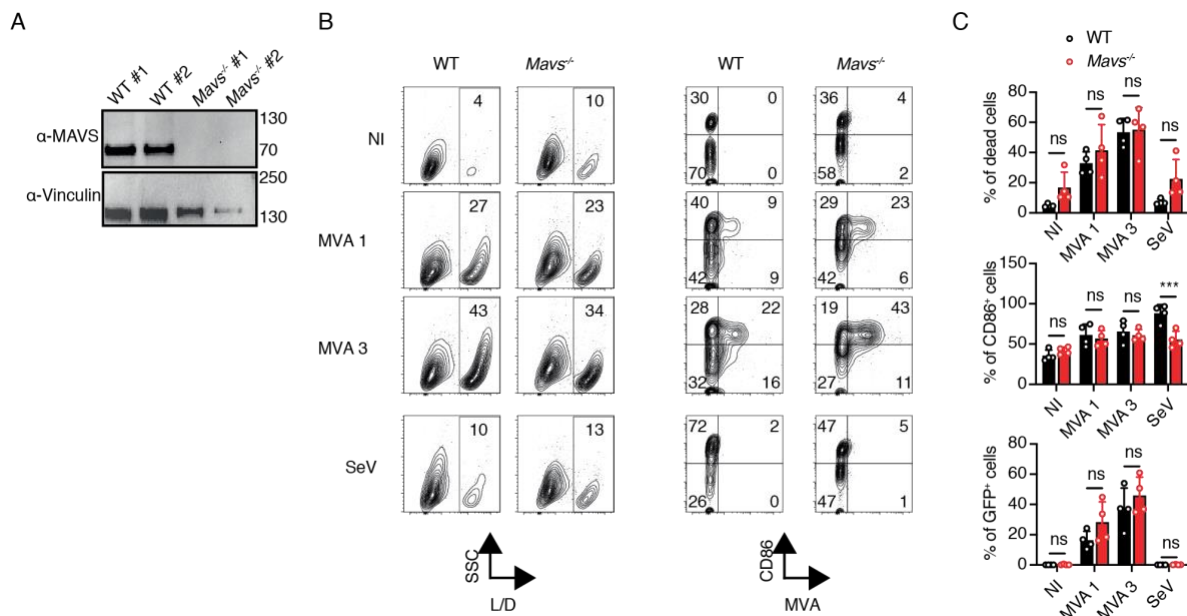 A
WT #1
WT #2
Mavs-/- #1
Mavs-/- #2
α-MAVS
130
70
α-Vinculin
250
130
B
WT
Mavs-/-
WT
Mavs-/-
NI
4
10
30
0
70
0
36
4
58
2
MVA 1
27
23
40
9
42
9
29
23
42
6
MVA 3
43
34
28
22
32
16
19
43
27
11
SeV
10
13
72
2
26
0
47
5
47
1
SSC
L/D
CD86
MVA
C
WT
Mavs-/-
% of dead cells
80
60
40
20
0
ns
ns
ns
ns
NI
MVA 1
MVA 3
SeV
% of CD86+ cells
150
100
50
0
ns
ns
ns
***
NI
MVA 1
MVA 3
SeV
% of GFP+ cells
80
60
40
20
0
ns
ns
ns
ns
NI
MVA 1
MVA 3
SeV